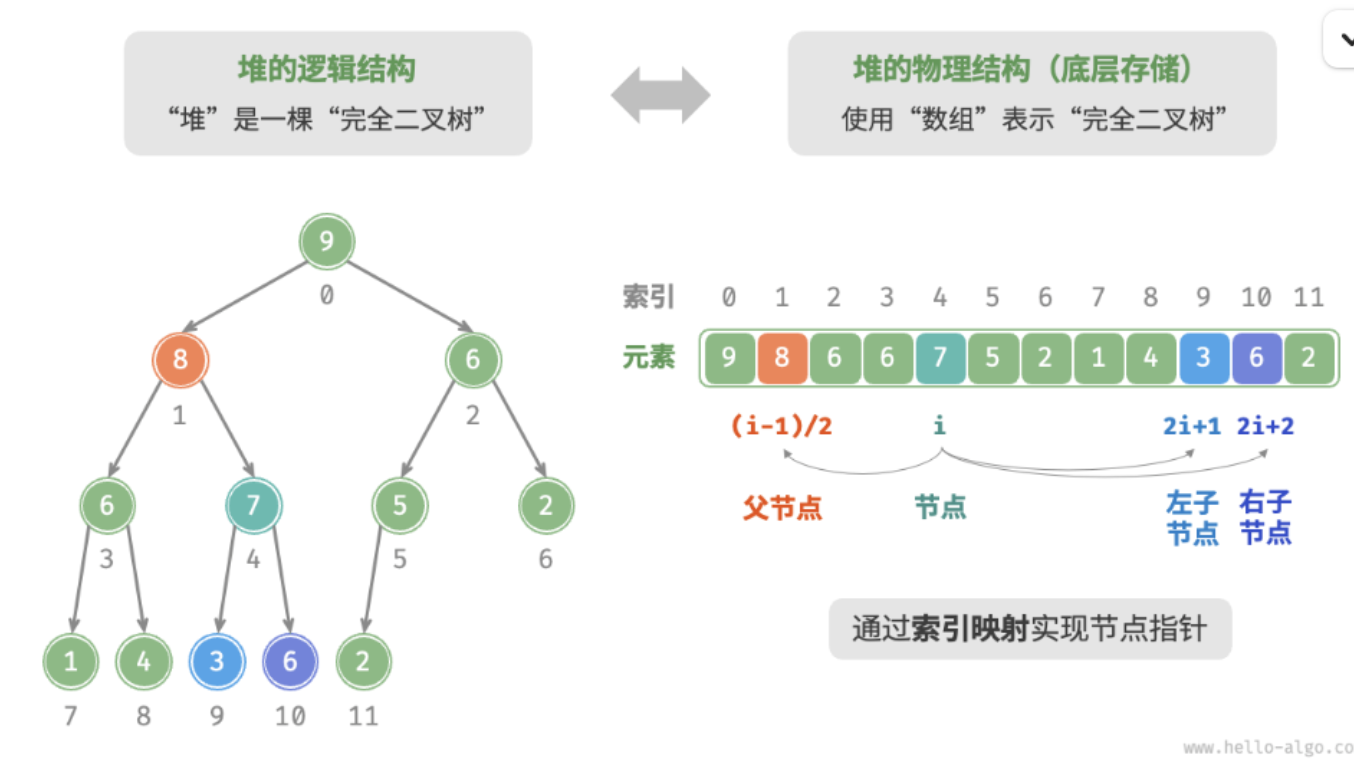 堆的逻辑结构
“堆”是一棵“完全二叉树”
堆的物理结构（底层存储）
使用“数组”表示“完全二叉树”
9
0
8
6
1
2
6
7
5
2
3
4
5
6
1
4
3
6
2
7
8
9
10
11
索引 0 1 2 3 4 5 6 7 8 9 10 11
元素 9 8 6 6 7 5 2 1 4 3 6 2
(i-1)/2 i 2i+1 2i+2
父节点
节点
左子
节点
右子
节点
通过索引映射实现节点指针
www.hello-algo.co